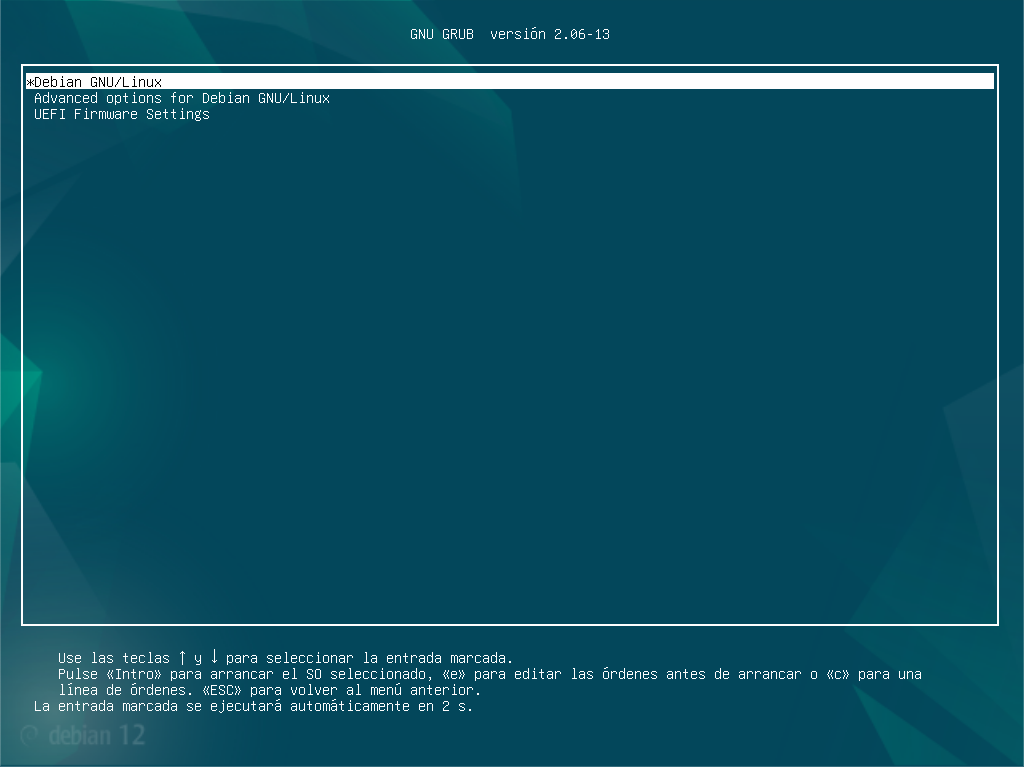 GNU GRUB  versión 2.06-13
*Debian GNU/Linux
Advanced options for Debian GNU/Linux
UEFI Firmware Settings
Use las teclas ↑ y ↓ para seleccionar la entrada marcada.
Pulse «Intro» para arrancar el SO seleccionado, «e» para editar las órdenes antes de arrancar o «c» para una
línea de órdenes. «ESC» para volver al menú anterior.
La entrada marcada se ejecutará automáticamente en 2 s.
debian 12